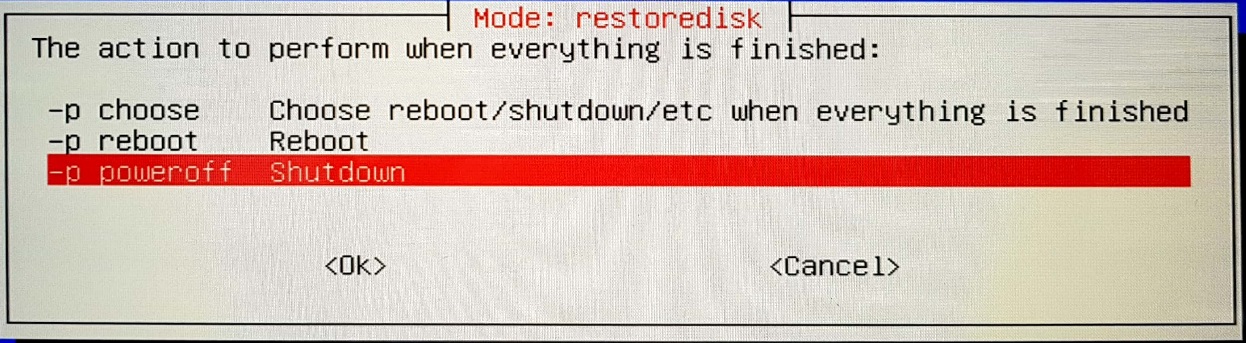 Mode: restoredisk
The action to perform when everything is finished:
-p choose Choose reboot/shutdown/etc when everything is finished
-p reboot Reboot
-p poweroff Shutdown
<Ok> <Cancel>